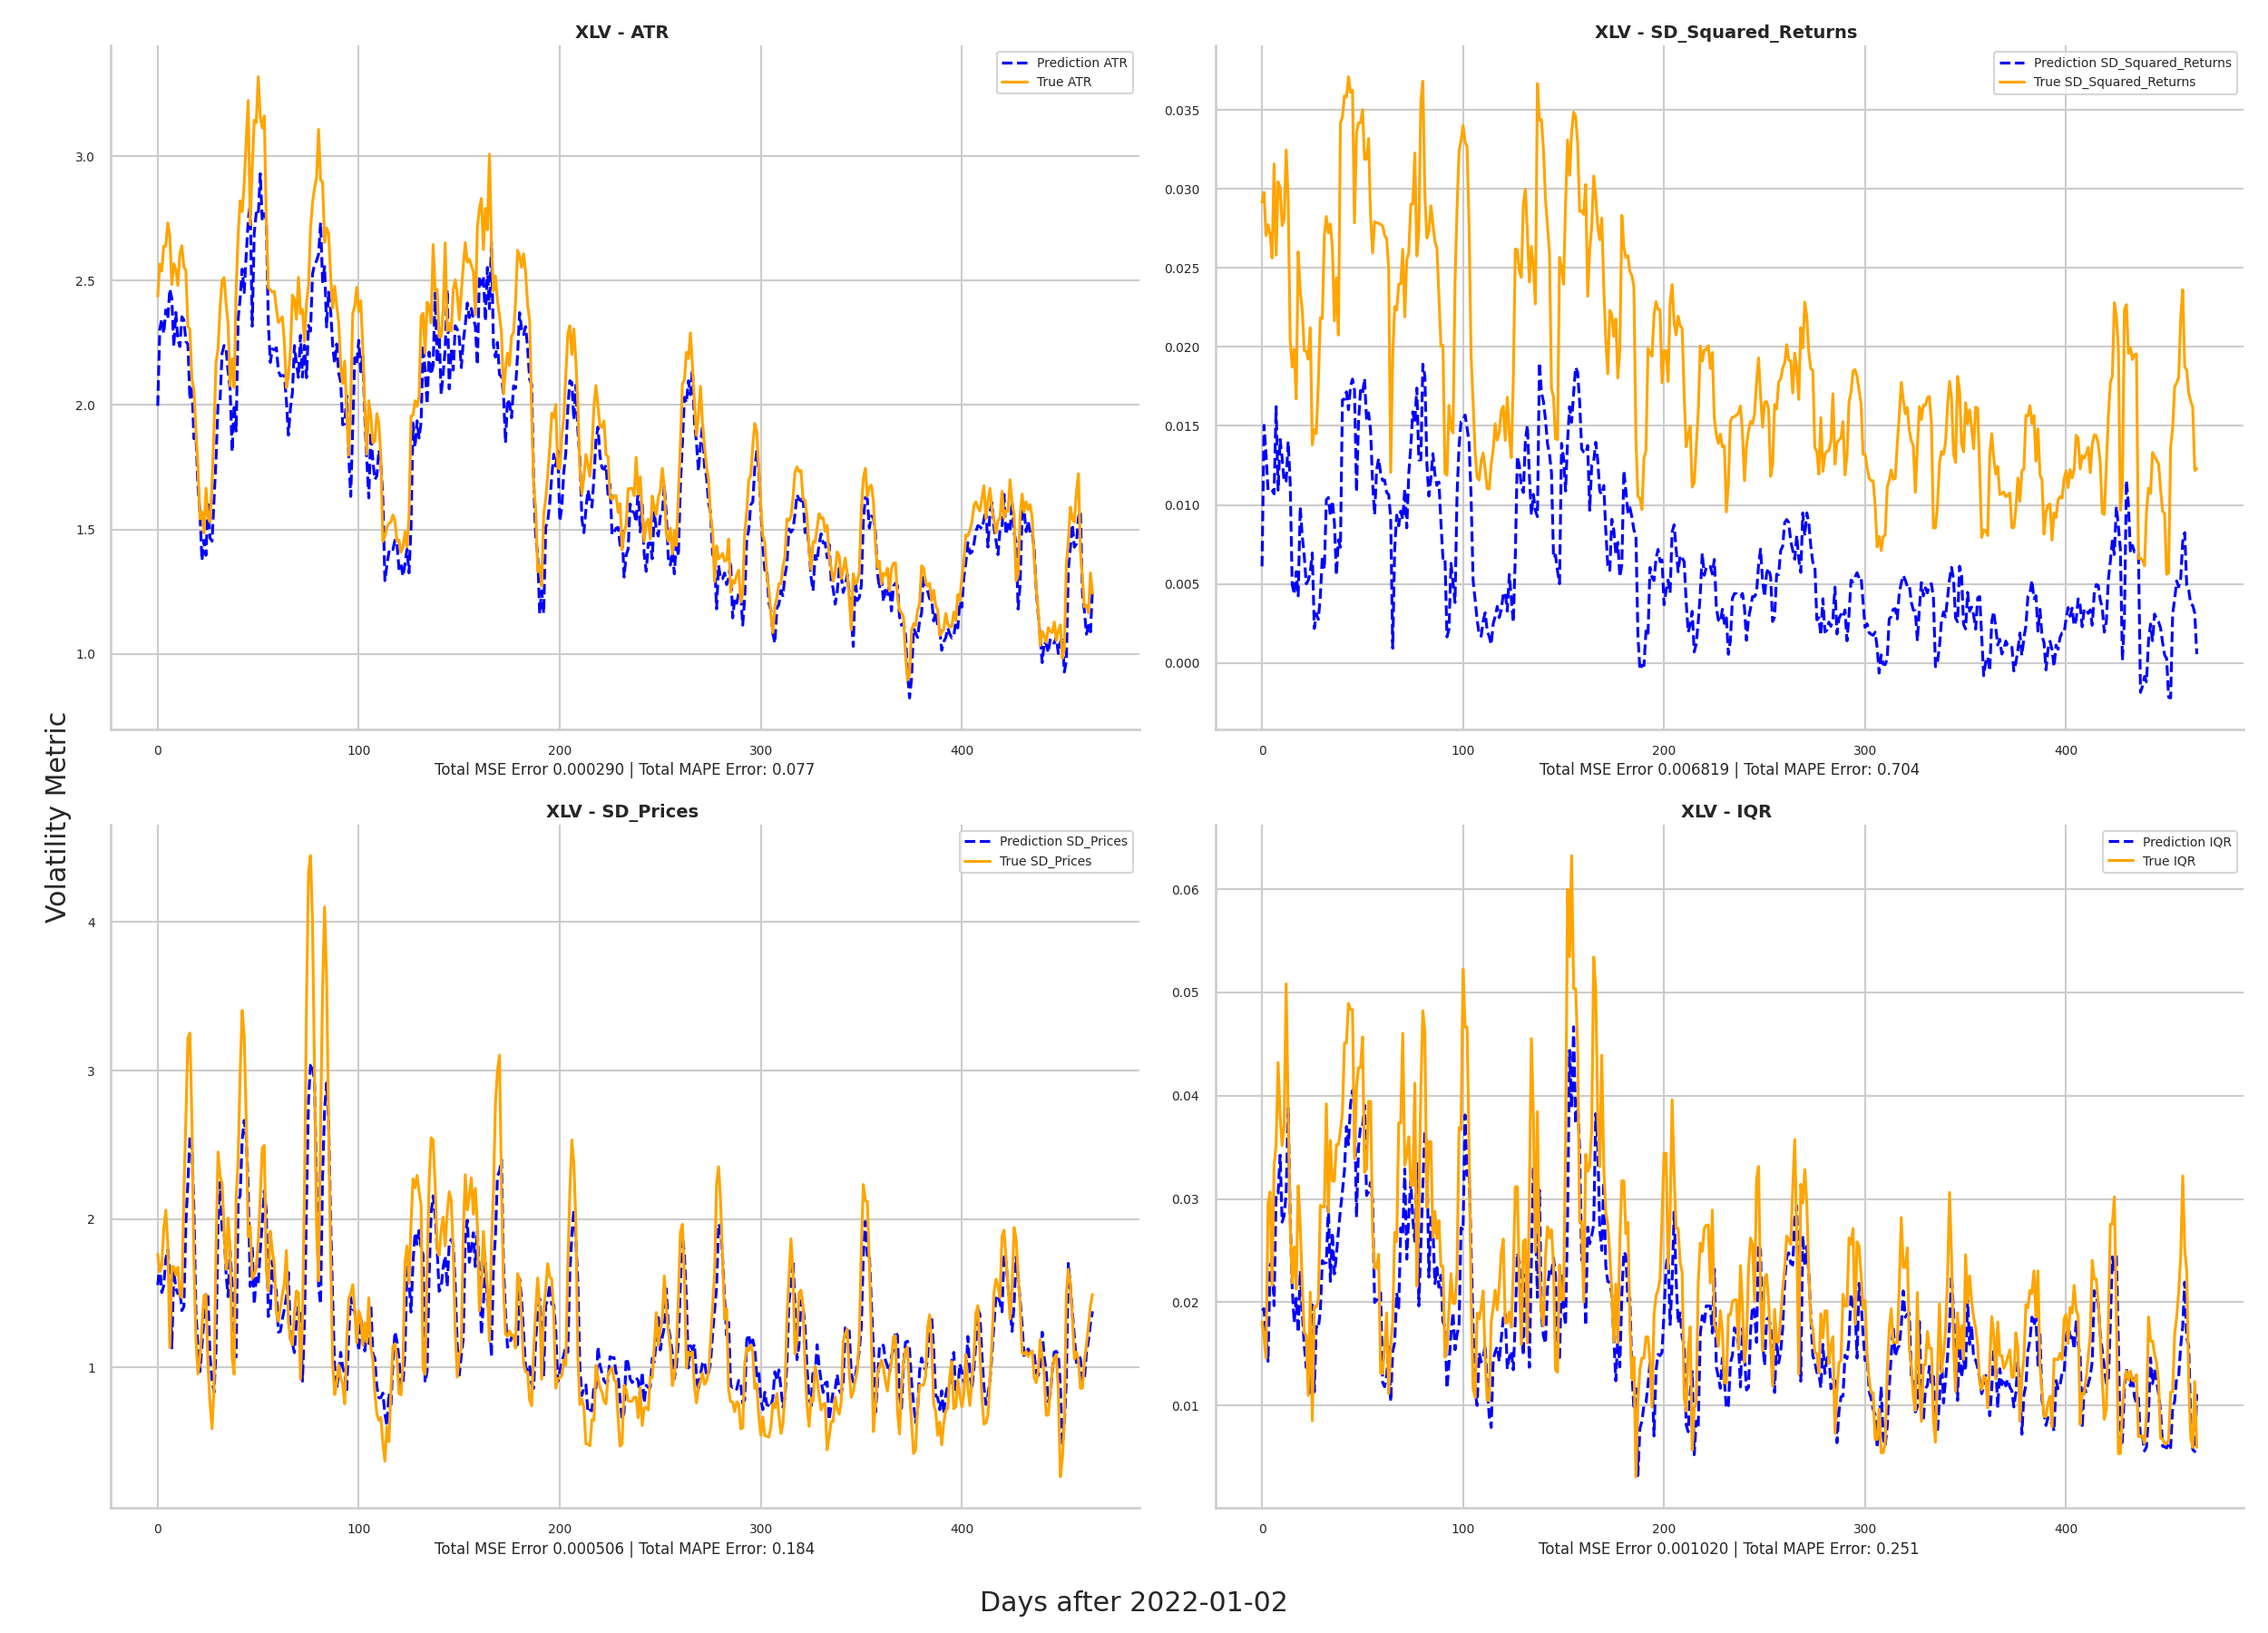 XLV - ATR
Prediction ATR
True ATR
3.0
2.5
2.0
1.5
1.0
0
100
200
300
400
Total MSE Error 0.000290 | Total MAPE Error: 0.077
XLV - SD_Squared_Returns
Prediction SD_Squared_Returns
True SD_Squared_Returns
0.035
0.030
0.025
0.020
0.015
0.010
0.005
0.000
0
100
200
300
400
Total MSE Error 0.006819 | Total MAPE Error: 0.704
Volatility Metric
XLV - SD_Prices
Prediction SD_Prices
True SD_Prices
4
3
2
1
0
100
200
300
400
Total MSE Error 0.000506 | Total MAPE Error: 0.184
XLV - IQR
Prediction IQR
True IQR
0.06
0.05
0.04
0.03
0.02
0.01
0
100
200
300
400
Total MSE Error 0.001020 | Total MAPE Error: 0.251
Days after 2022-01-02